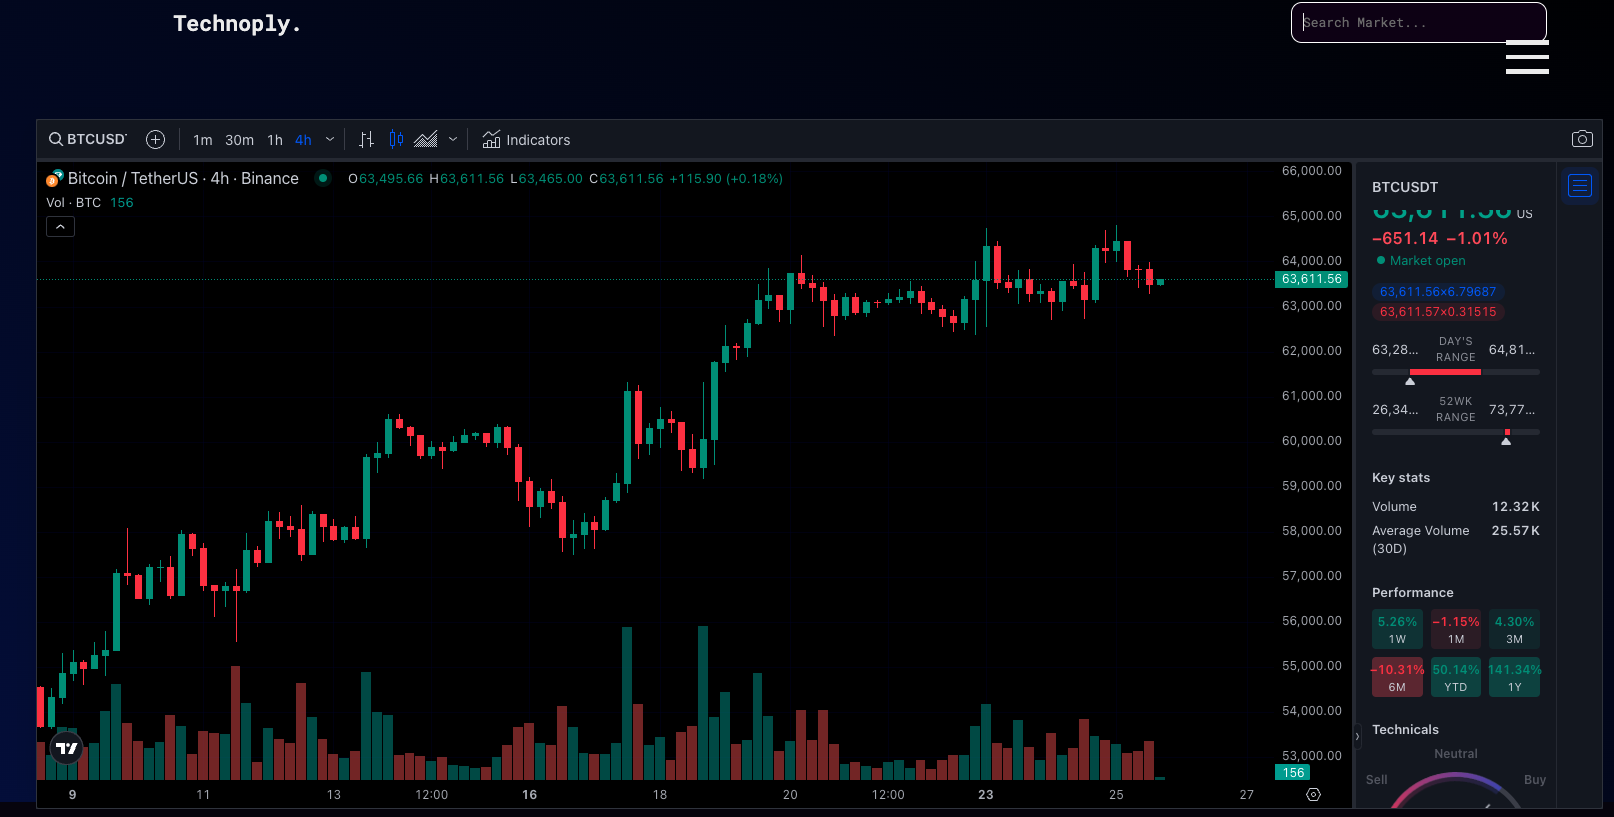 Technoply.
Search Market...
BTCUSDT
1m 30m 1h 4h
Indicators
Bitcoin / TetherUS · 4h · Binance
O63,495.66 H63,611.56 L63,465.00 C63,611.56 +115.90 (+0.18%)
Vol · BTC 156
66,000.00
65,000.00
64,000.00
63,611.56
63,000.00
62,000.00
61,000.00
60,000.00
59,000.00
58,000.00
57,000.00
56,000.00
55,000.00
54,000.00
53,000.00
156
9 11 13 12:00 16 18 20 12:00 23 25 27
BTCUSDT
63,611.56 US
−651.14 −1.01%
Market open
63,611.56×6.79687
63,611.57×0.31515
63,28... DAY'S RANGE 64,81...
26,34... 52WK RANGE 73,77...
Key stats
Volume 12.32K
Average Volume (30D) 25.57K
Performance
5.26% −1.15% 4.30%
1W 1M 3M
−10.31% 50.14% 141.34%
6M YTD 1Y
Technicals
Neutral
Sell Buy